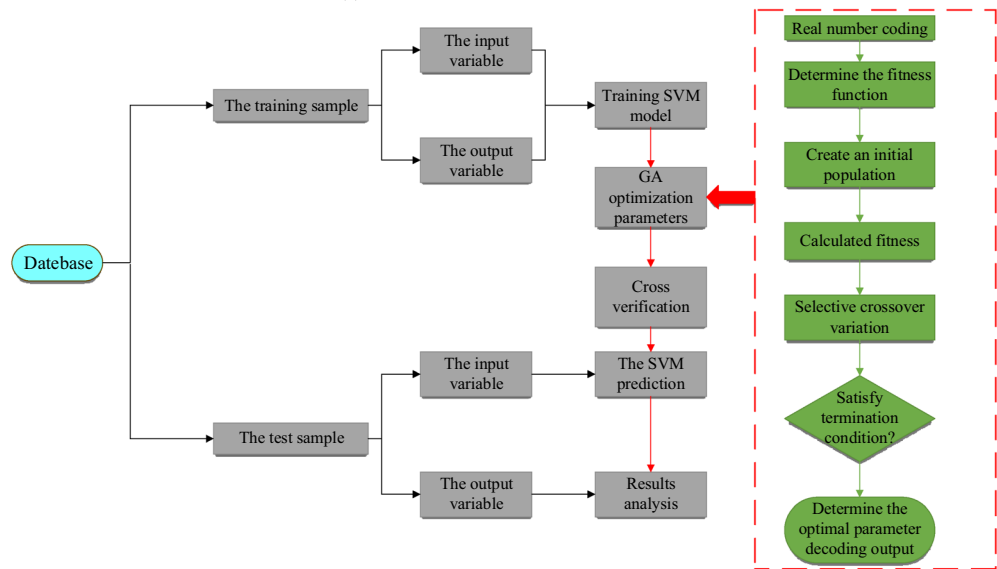 Datebase
The training sample
The test sample
The input
variable
The output
variable
The input
variable
The output
variable
Training SVM
model
GA
optimization
parameters
Cross
verification
The SVM
prediction
Results
analysis
Real number coding
Determine the fitness
function
Create an initial
population
Calculated fitness
Selective crossover
variation
Satisfy
termination
condition?
Determine the
optimal parameter
decoding output